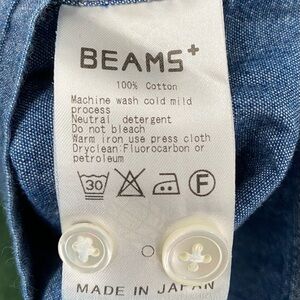 BEAMS+
100% Cotton
Machine wash cold mild
process
Neutral detergent
Do not bleach
Warm iron,use press cloth
Dryclean:Fluorocarbon or
petroleum
30 F
MADE IN JAPAN